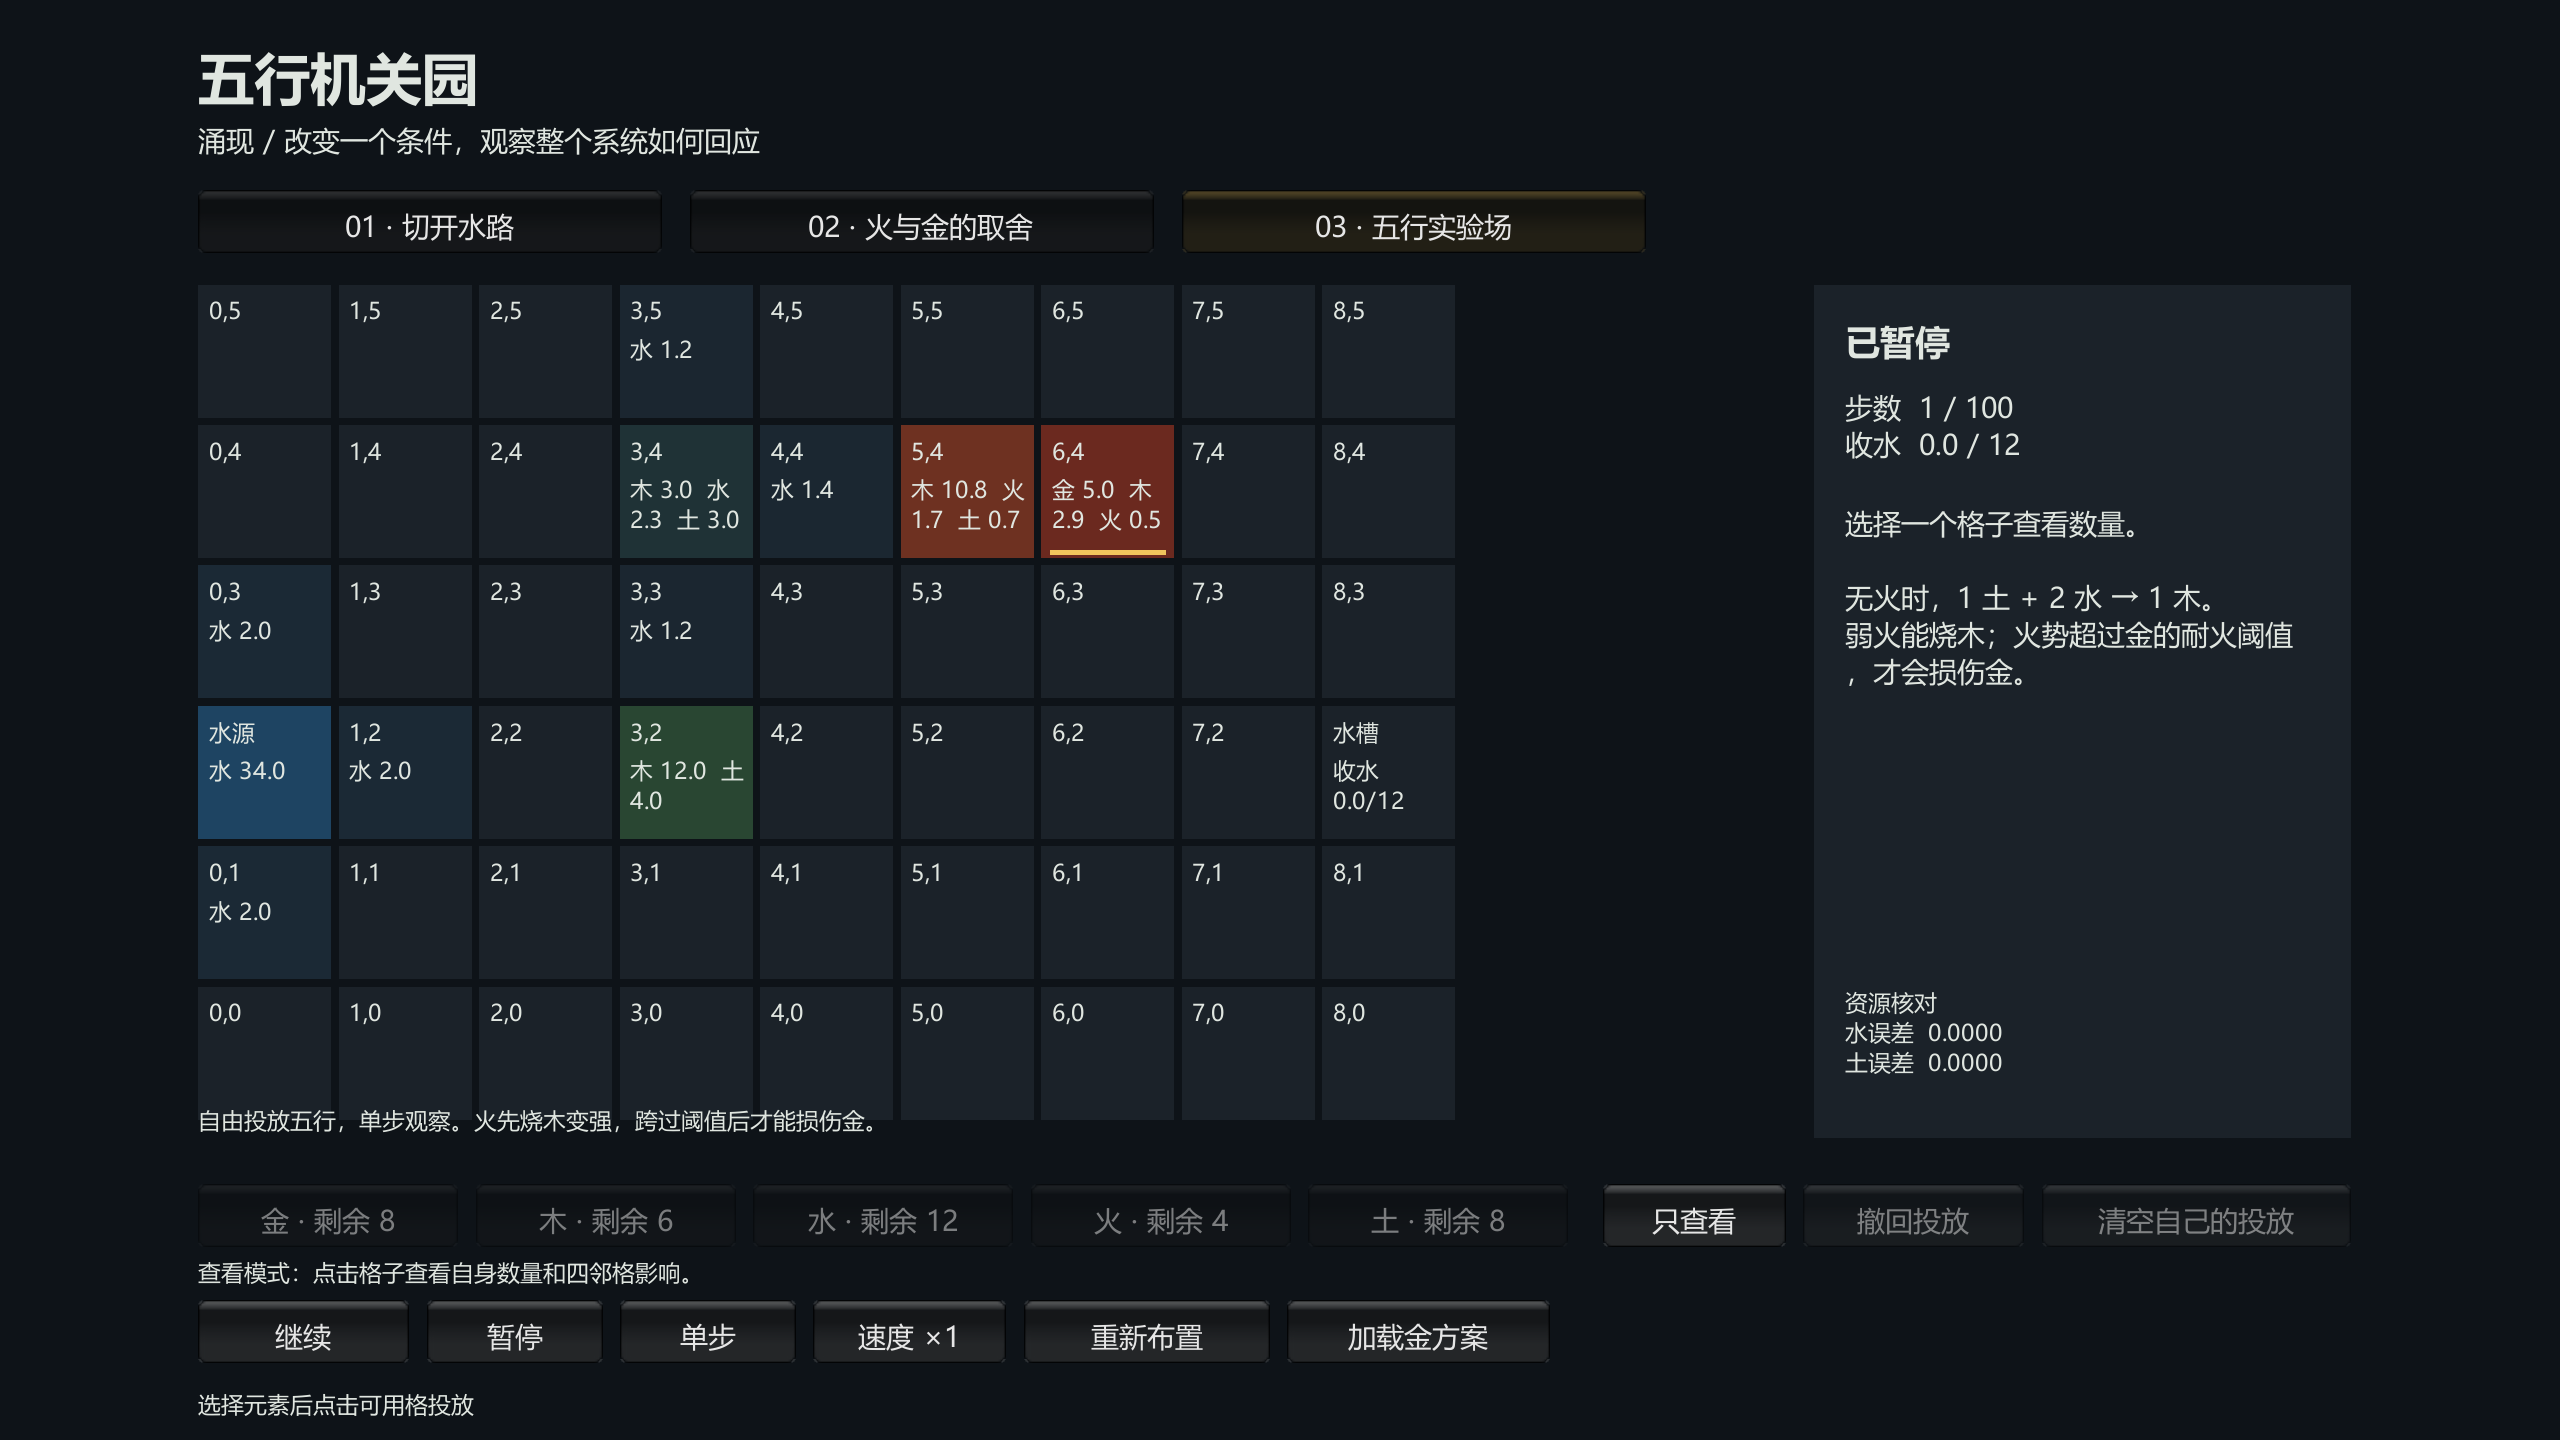 五行机关园
涌现 / 改变一个条件，观察整个系统如何回应
01 · 切开水路
02 · 火与金的取舍
03 · 五行实验场
0,5
1,5
2,5
3,5
水 1.2
4,5
5,5
6,5
7,5
8,5
0,4
1,4
2,4
3,4
木 3.0 水
2.3 土 3.0
4,4
水 1.4
5,4
木 10.8 火
1.7 土 0.7
6,4
金 5.0 木
2.9 火 0.5
7,4
8,4
0,3
水 2.0
1,3
2,3
3,3
水 1.2
4,3
5,3
6,3
7,3
8,3
水源
水 34.0
1,2
水 2.0
2,2
3,2
木 12.0 土
4.0
4,2
5,2
6,2
7,2
水槽
收水
0.0/12
0,1
水 2.0
1,1
2,1
3,1
4,1
5,1
6,1
7,1
8,1
0,0
1,0
2,0
3,0
4,0
5,0
6,0
7,0
8,0
自由投放五行，单步观察。火先烧木变强，跨过阈值后才能损伤金。
已暂停
步数 1 / 100
收水 0.0 / 12
选择一个格子查看数量。
无火时，1 土 + 2 水 → 1 木。
弱火能烧木；火势超过金的耐火阈值
，才会损伤金。
资源核对
水误差 0.0000
土误差 0.0000
金 · 剩余 8
木 · 剩余 6
水 · 剩余 12
火 · 剩余 4
土 · 剩余 8
只查看
撤回投放
清空自己的投放
查看模式：点击格子查看自身数量和四邻格影响。
继续
暂停
单步
速度 ×1
重新布置
加载金方案
选择元素后点击可用格投放